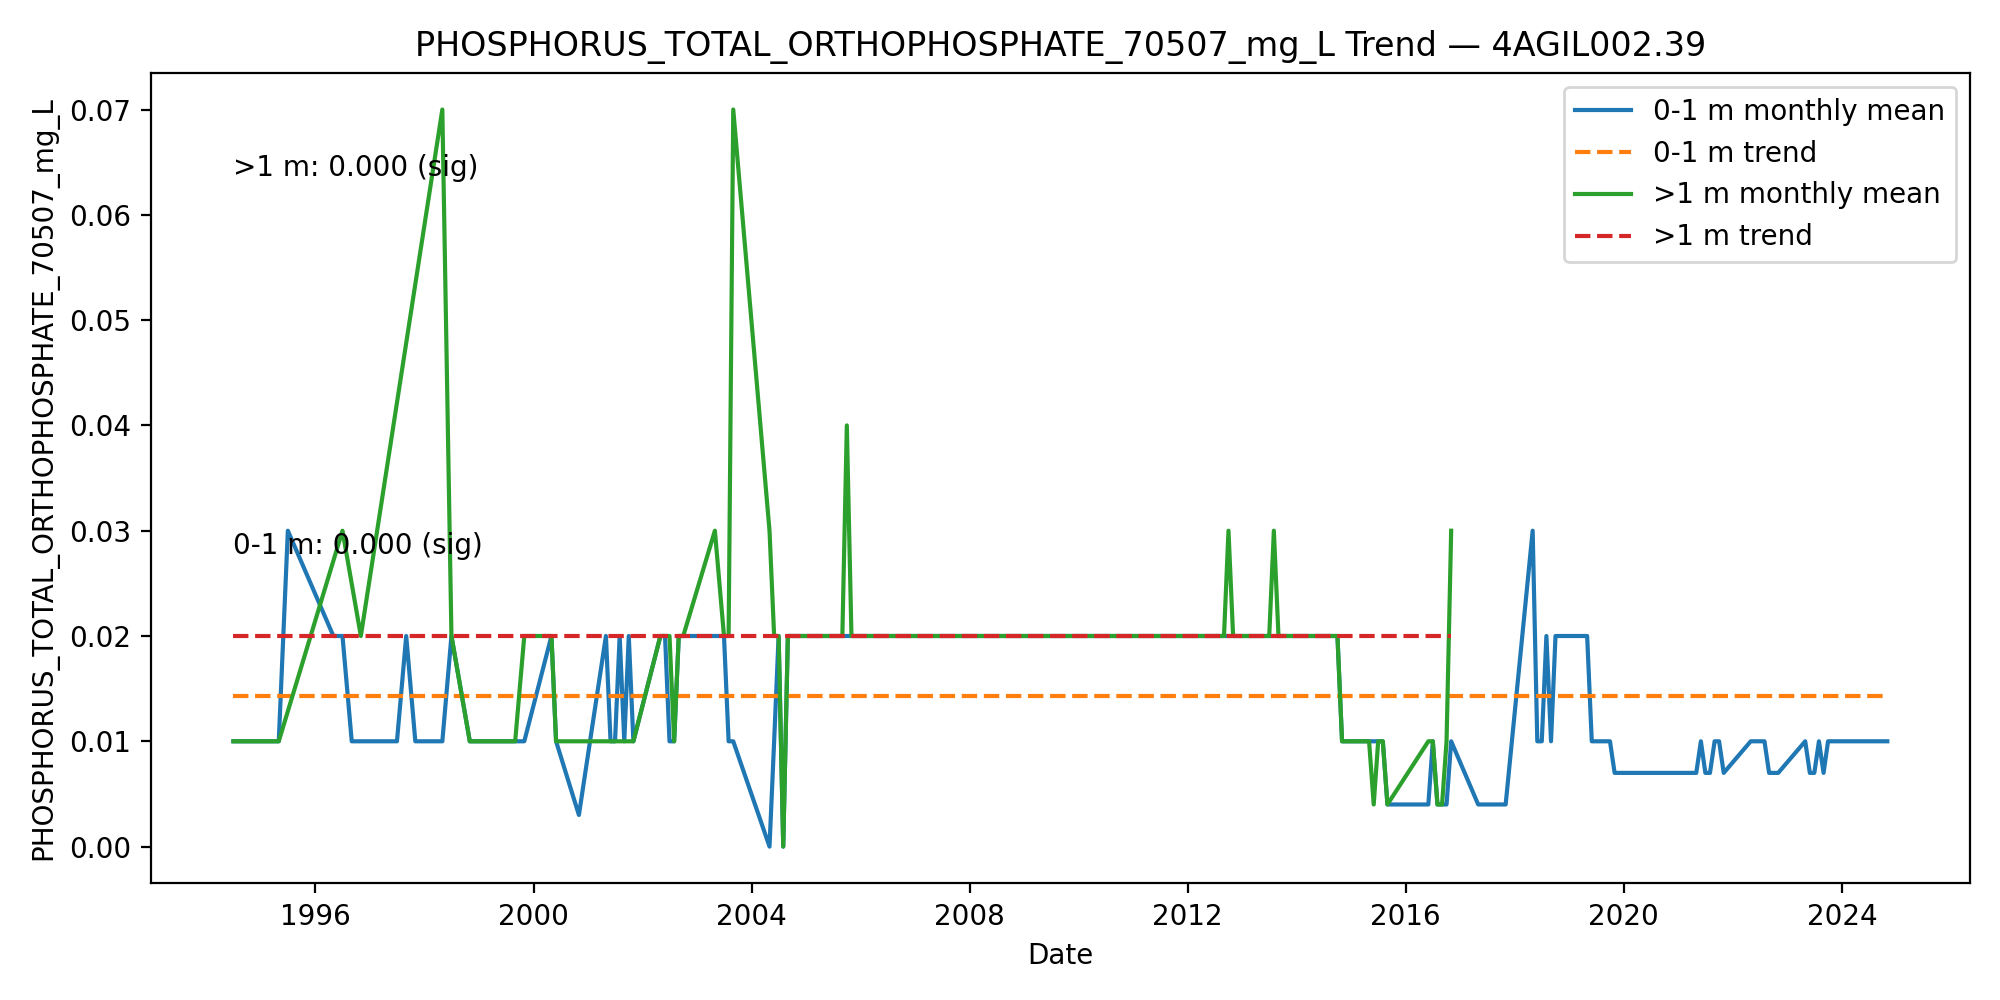 PHOSPHORUS_TOTAL_ORTHOPHOSPHATE_70507_mg_L Trend — 4AGIL002.39
PHOSPHORUS_TOTAL_ORTHOPHOSPHATE_70507_mg_L
0.07
0.06
0.05
0.04
0.03
0.02
0.01
0.00
>1 m: 0.000 (sig)
0-1 m: 0.000 (sig)
0-1 m monthly mean
0-1 m trend
>1 m monthly mean
>1 m trend
1996 2000 2004 2008 2012 2016 2020 2024
Date